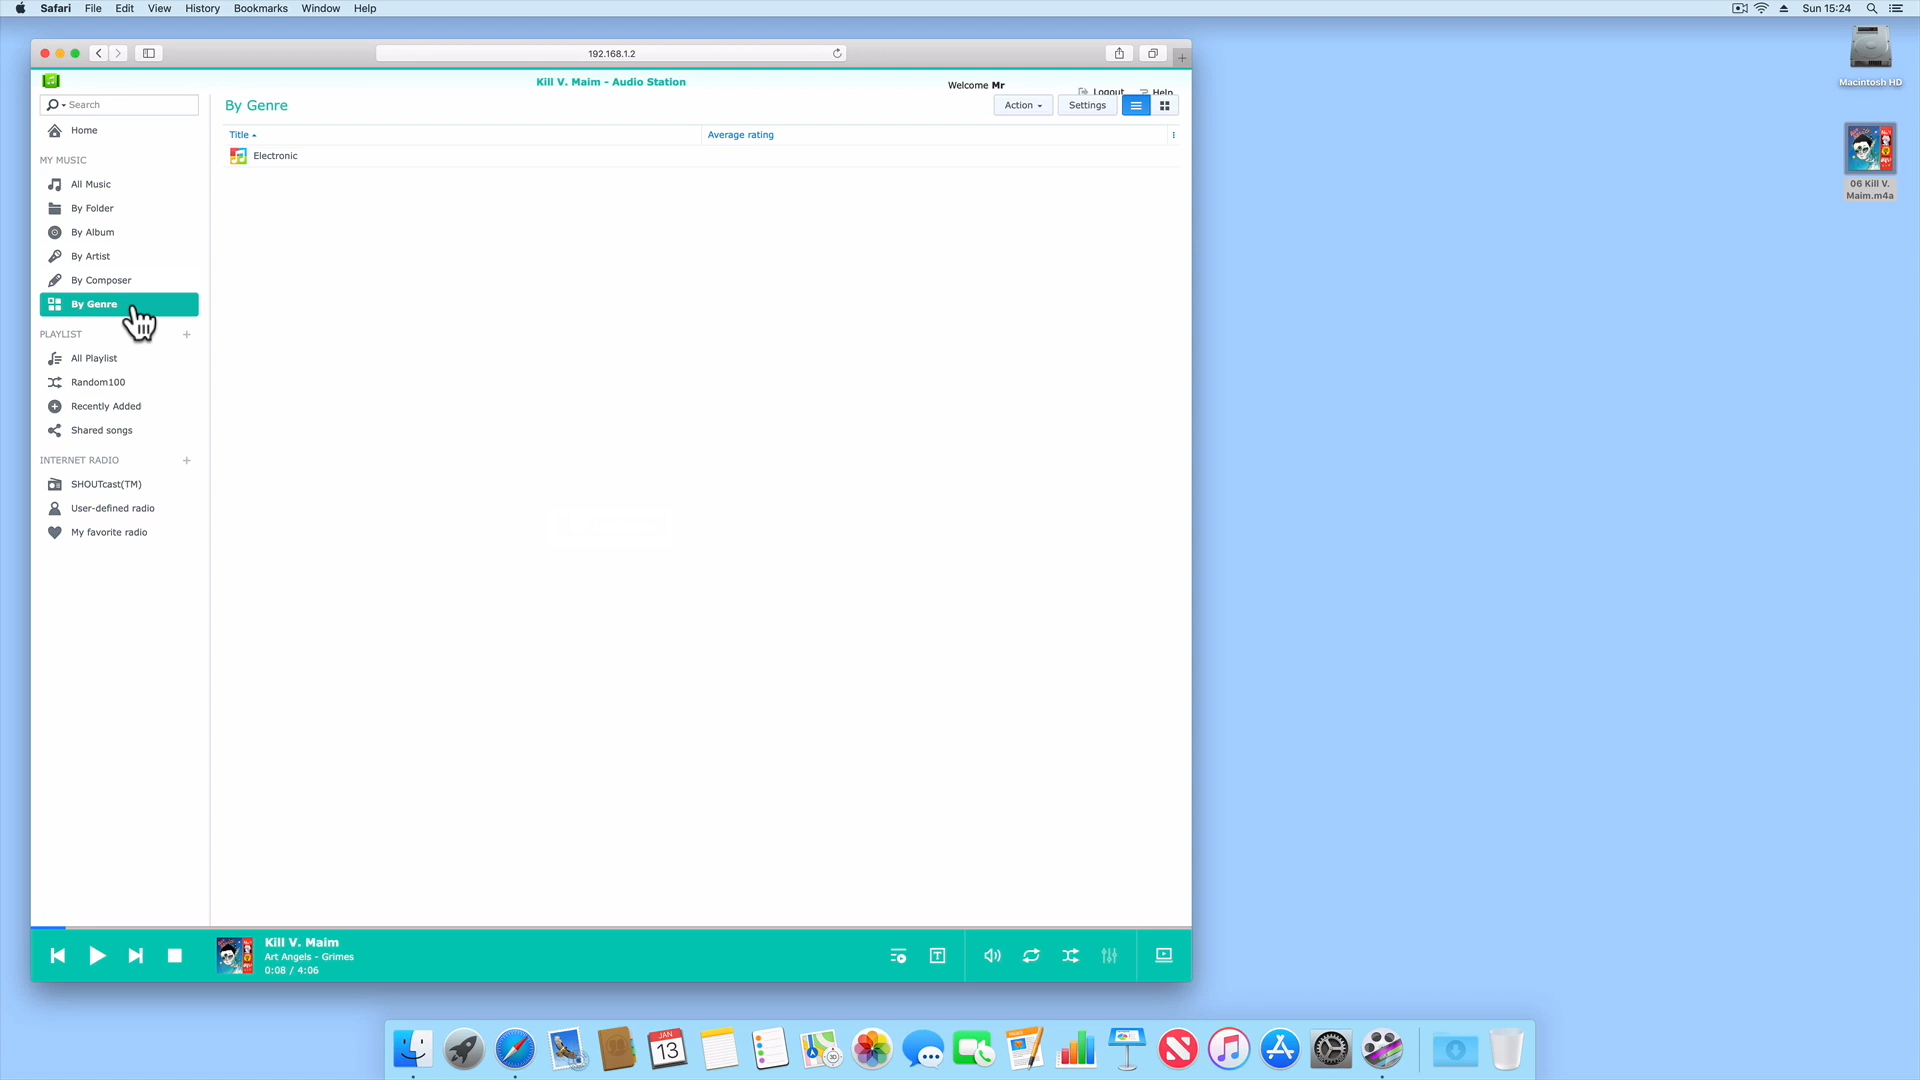 Safari File Edit View History Bookmarks Window Help
Sun 15:24
192.168.1.2
Kill V. Maim - Audio Station
Welcome Mr
Logout Help
Search
Home
MY MUSIC
All Music
By Folder
By Album
By Artist
By Composer
By Genre
PLAYLIST
All Playlist
Random100
Recently Added
Shared songs
INTERNET RADIO
SHOUTcast(TM)
User-defined radio
My favorite radio
By Genre
Action Settings
Title Average rating
Electronic
Kill V. Maim
Art Angels - Grimes
0:08 / 4:06
Macintosh HD
06 Kill V.
Maim.m4a
JAN
13
3D